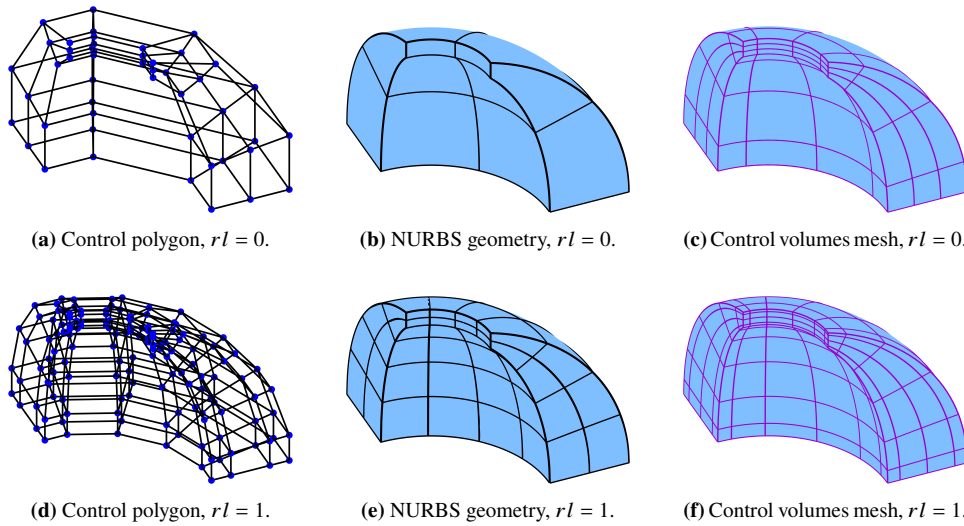 (a) Control polygon, rl = 0.
(b) NURBS geometry, rl = 0.
(c) Control volumes mesh, rl = 0.
(d) Control polygon, rl = 1.
(e) NURBS geometry, rl = 1.
(f) Control volumes mesh, rl = 1.